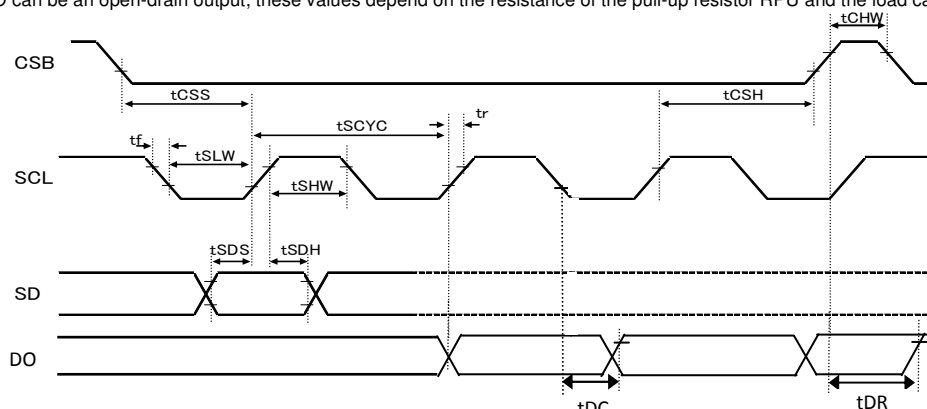 D can be an open-drain output, these values depend on the resistance of the pull-up resistor RPU and the load ca
tCHW
CSB
tCSS
tCSH
tr
tSCYC
tf
tSLW
SCL
tSHW
tSDS
tSDH
SD
DO
tDC
tDR